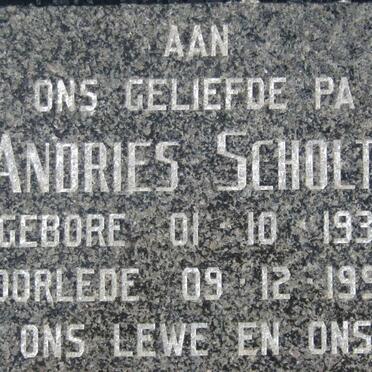 AAN
ONS GELIEFDE PA
ANDRIES SCHOLT
GEBORE 01 10 193
OORLEDE 09 12 199
ONS LEWE EN ONS